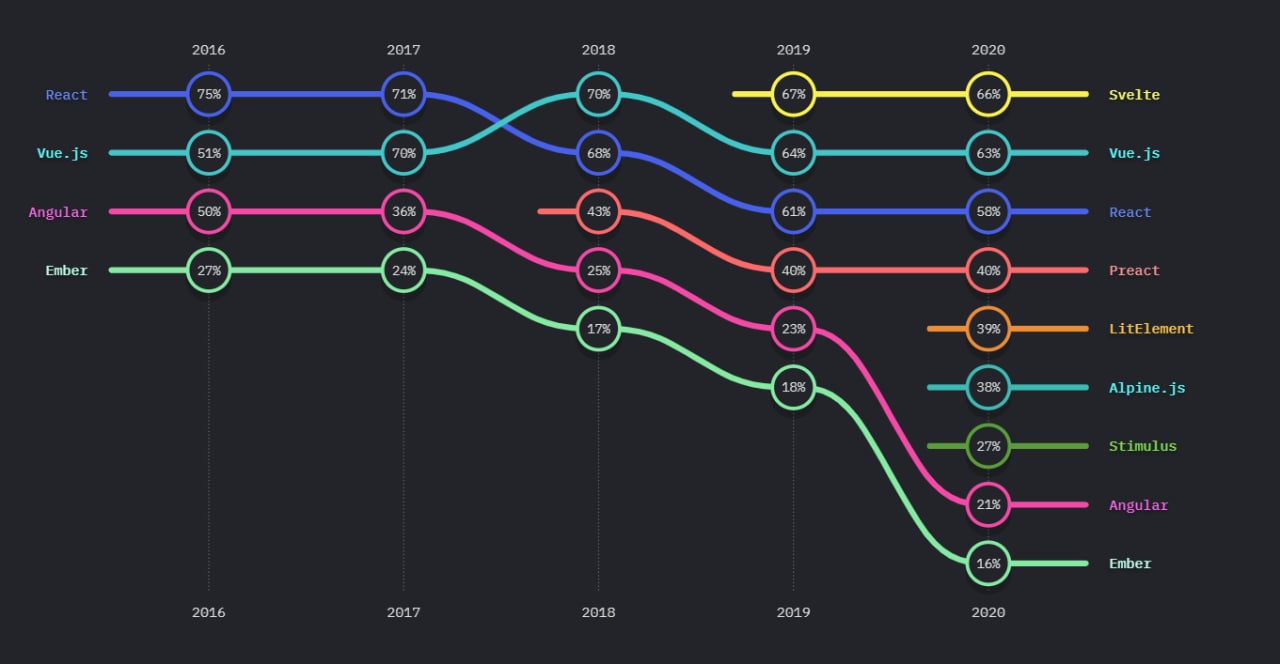 2016 2017 2018 2019 2020
React 75% 71% 70% 67% 66% Svelte
Vue.js 51% 70% 68% 64% 63% Vue.js
Angular 50% 36% 43% 61% 58% React
Ember 27% 24% 25% 40% 40% Preact
17% 23% 39% LitElement
18% 38% Alpine.js
27% Stimulus
21% Angular
16% Ember
2016 2017 2018 2019 2020